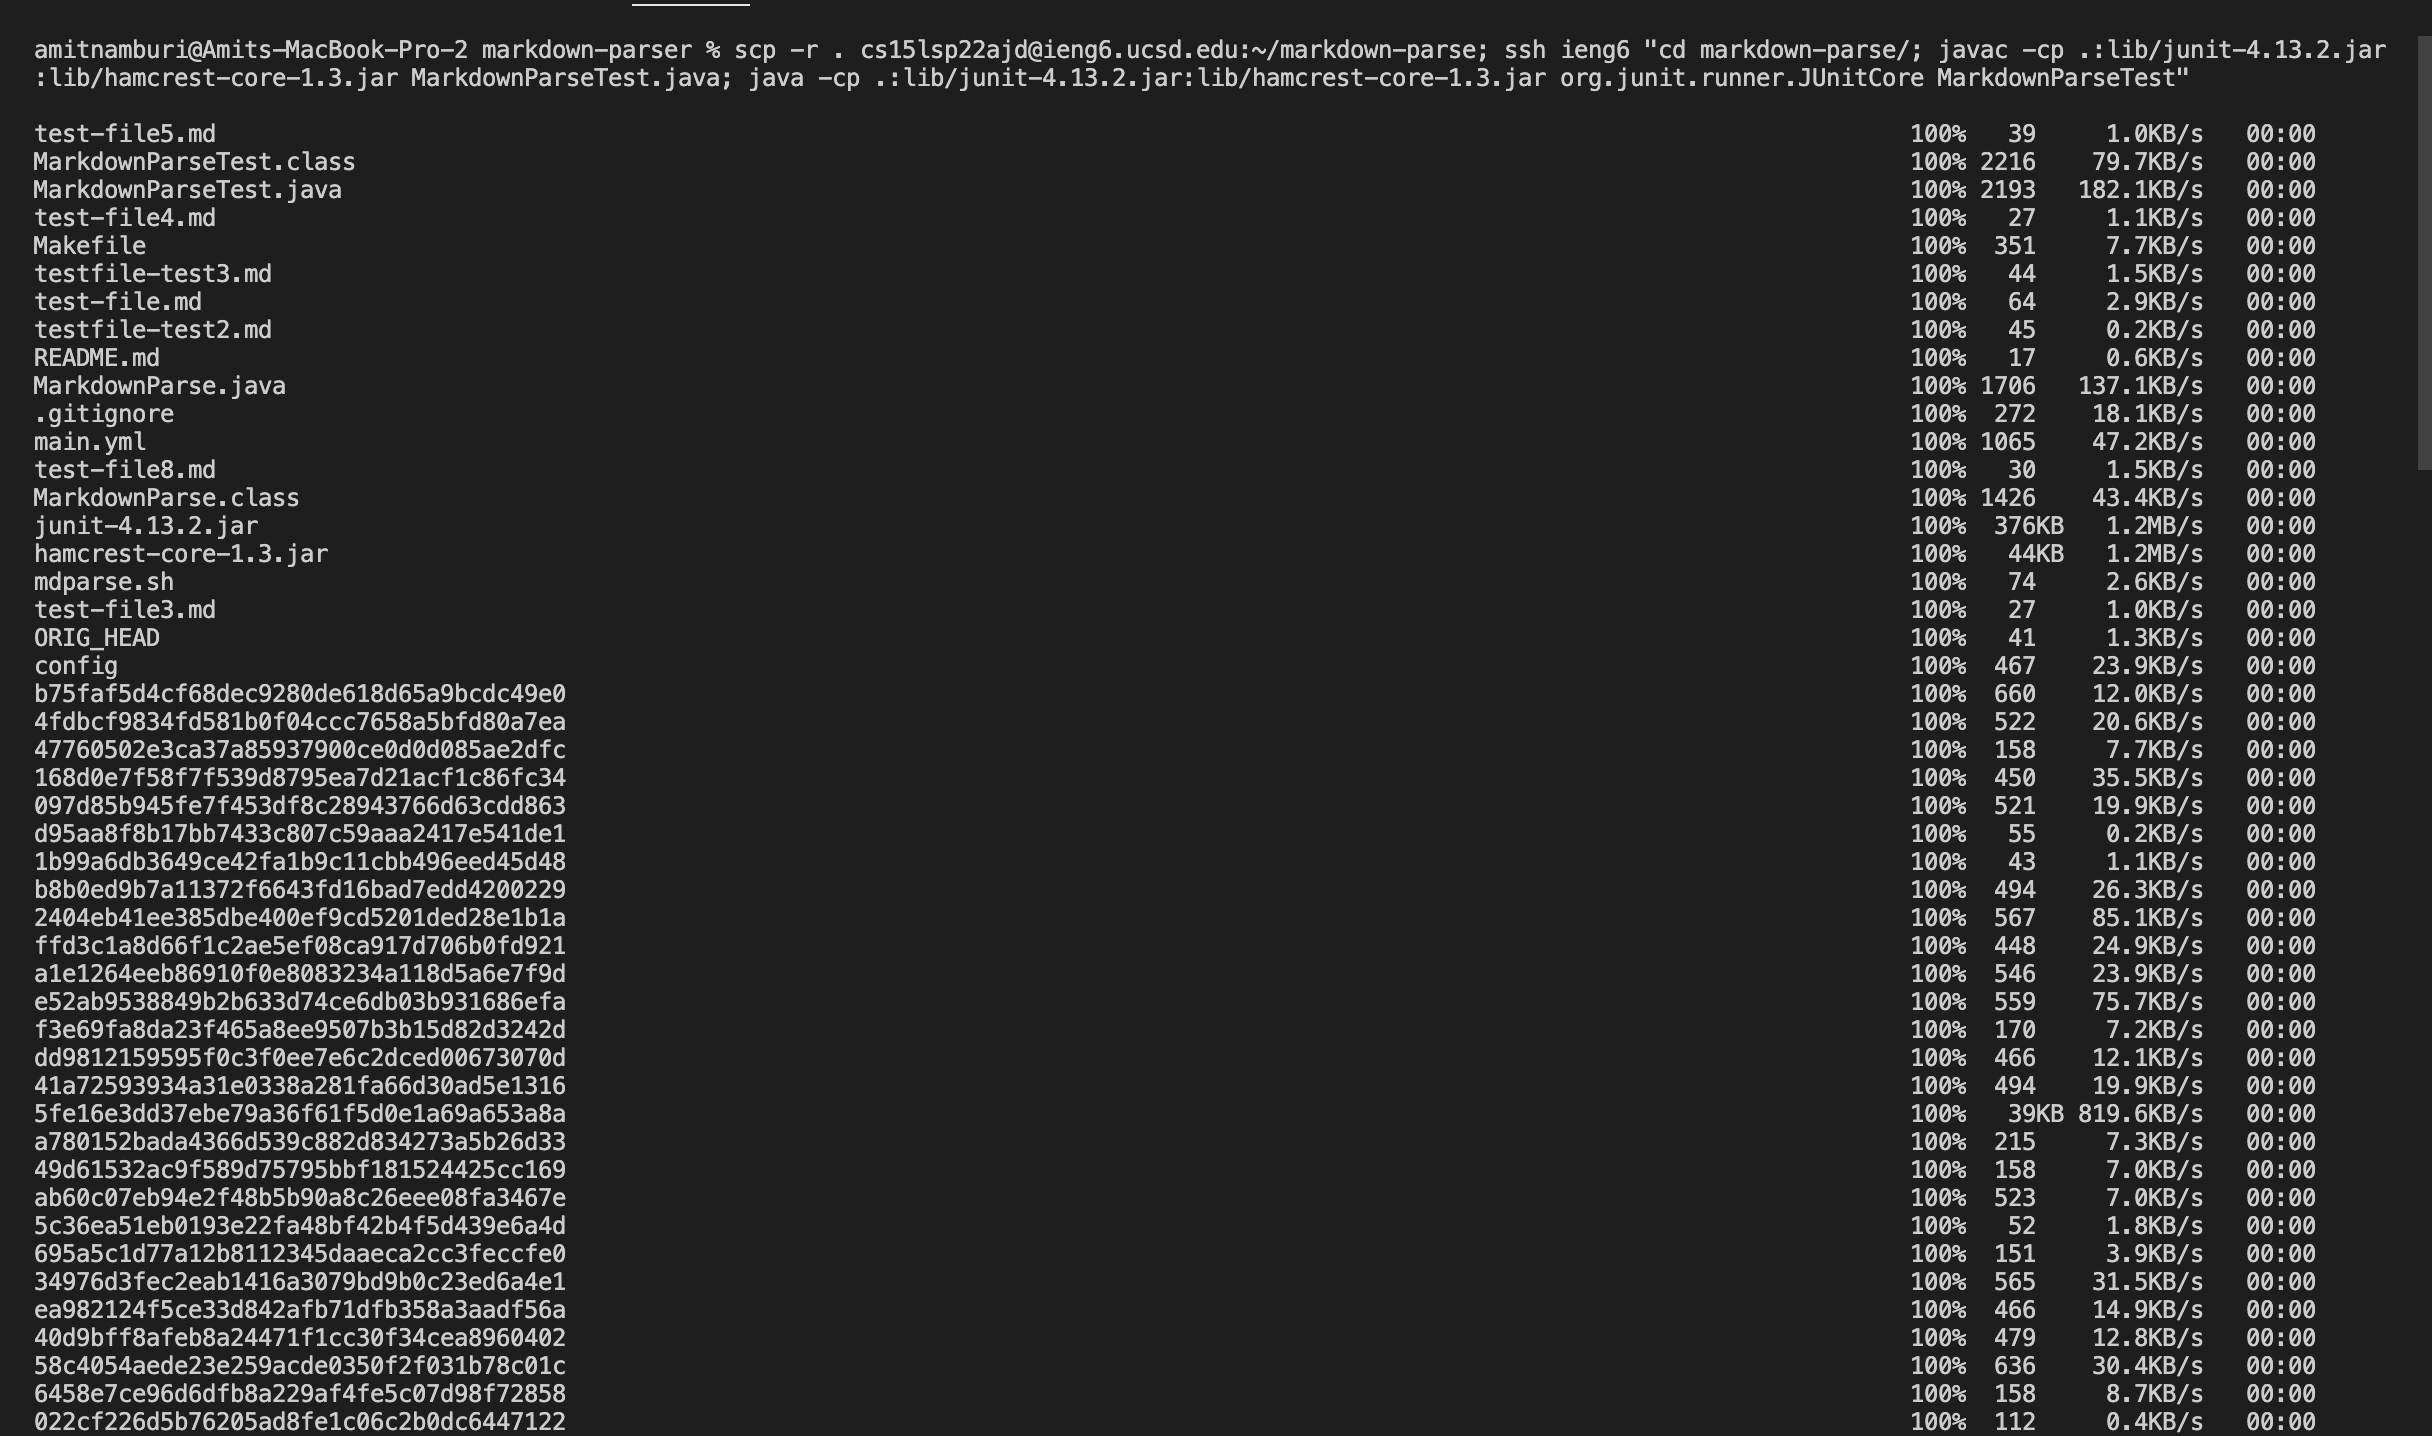 amitnamburi@Amits-MacBook-Pro-2 markdown-parser % scp -r . cs15lsp22ajd@ieng6.ucsd.edu:~/markdown-parse; ssh ieng6 "cd markdown-parse/; javac -cp .:lib/junit-4.13.2.jar
:lib/hamcrest-core-1.3.jar MarkdownParseTest.java; java -cp .:lib/junit-4.13.2.jar:lib/hamcrest-core-1.3.jar org.junit.runner.JUnitCore MarkdownParseTest"
test-file5.md 100% 39 1.0KB/s 00:00
MarkdownParseTest.class 100% 2216 79.7KB/s 00:00
MarkdownParseTest.java 100% 2193 182.1KB/s 00:00
test-file4.md 100% 27 1.1KB/s 00:00
Makefile 100% 351 7.7KB/s 00:00
testfile-test3.md 100% 44 1.5KB/s 00:00
test-file.md 100% 64 2.9KB/s 00:00
testfile-test2.md 100% 45 0.2KB/s 00:00
README.md 100% 17 0.6KB/s 00:00
MarkdownParse.java 100% 1706 137.1KB/s 00:00
.gitignore 100% 272 18.1KB/s 00:00
main.yml 100% 1065 47.2KB/s 00:00
test-file8.md 100% 30 1.5KB/s 00:00
MarkdownParse.class 100% 1426 43.4KB/s 00:00
junit-4.13.2.jar 100% 376KB 1.2MB/s 00:00
hamcrest-core-1.3.jar 100% 44KB 1.2MB/s 00:00
mdparse.sh 100% 74 2.6KB/s 00:00
test-file3.md 100% 27 1.0KB/s 00:00
ORIG_HEAD 100% 41 1.3KB/s 00:00
config 100% 467 23.9KB/s 00:00
b75faf5d4cf68dec9280de618d65a9bcdc49e0 100% 660 12.0KB/s 00:00
4fdbcf9834fd581b0f04ccc7658a5bfd80a7ea 100% 522 20.6KB/s 00:00
47760502e3ca37a85937900ce0d0d085ae2dfc 100% 158 7.7KB/s 00:00
168d0e7f58f7f539d8795ea7d21acf1c86fc34 100% 450 35.5KB/s 00:00
097d85b945fe7f453df8c28943766d63cdd863 100% 521 19.9KB/s 00:00
d95aa8f8b17bb7433c807c59aaa2417e541de1 100% 55 0.2KB/s 00:00
1b99a6db3649ce42fa1b9c11cbb496eed45d48 100% 43 1.1KB/s 00:00
b8b0ed9b7a11372f6643fd16bad7edd4200229 100% 494 26.3KB/s 00:00
2404eb41ee385dbe400ef9cd5201ded28e1b1a 100% 567 85.1KB/s 00:00
ffd3c1a8d66f1c2ae5ef08ca917d706b0fd921 100% 448 24.9KB/s 00:00
a1e1264eeb86910f0e8083234a118d5a6e7f9d 100% 546 23.9KB/s 00:00
e52ab9538849b2b633d74ce6db03b931686efa 100% 559 75.7KB/s 00:00
f3e69fa8da23f465a8ee9507b3b15d82d3242d 100% 170 7.2KB/s 00:00
dd9812159595f0c3f0ee7e6c2dced00673070d 100% 466 12.1KB/s 00:00
41a72593934a31e0338a281fa66d30ad5e1316 100% 494 19.9KB/s 00:00
5fe16e3dd37ebe79a36f61f5d0e1a69a653a8a 100% 39KB 819.6KB/s 00:00
a780152bada4366d539c882d834273a5b26d33 100% 215 7.3KB/s 00:00
49d61532ac9f589d75795bbf181524425cc169 100% 158 7.0KB/s 00:00
ab60c07eb94e2f48b5b90a8c26eee08fa3467e 100% 523 7.0KB/s 00:00
5c36ea51eb0193e22fa48bf42b4f5d439e6a4d 100% 52 1.8KB/s 00:00
695a5c1d77a12b8112345daaeca2cc3feccfe0 100% 151 3.9KB/s 00:00
34976d3fec2eab1416a3079bd9b0c23ed6a4e1 100% 565 31.5KB/s 00:00
ea982124f5ce33d842afb71dfb358a3aadf56a 100% 466 14.9KB/s 00:00
40d9bff8afeb8a24471f1cc30f34cea8960402 100% 479 12.8KB/s 00:00
58c4054aede23e259acde0350f2f031b78c01c 100% 636 30.4KB/s 00:00
6458e7ce96d6dfb8a229af4fe5c07d98f72858 100% 158 8.7KB/s 00:00
022cf226d5b76205ad8fe1c06c2b0dc6447122 100% 112 0.4KB/s 00:00